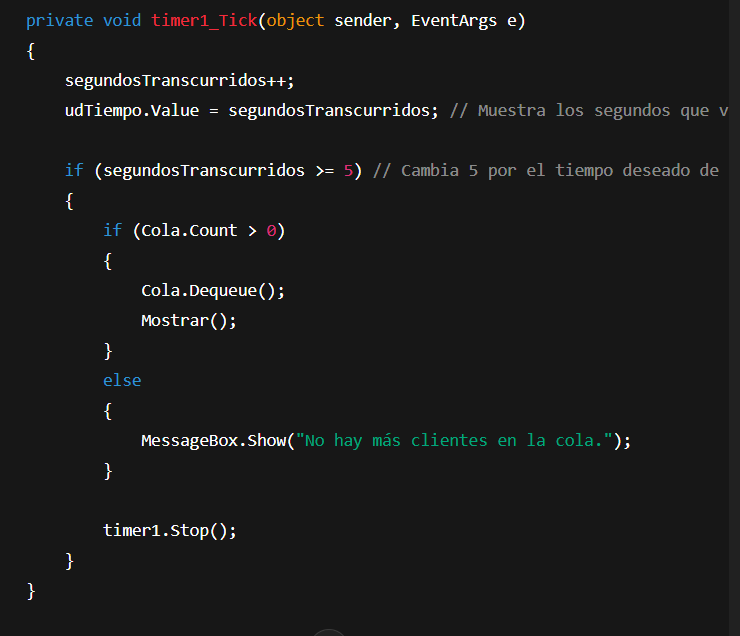 private void timer1_Tick(object sender, EventArgs e)
{
segundosTranscurridos++;
udTiempo.Value = segundosTranscurridos; // Muestra los segundos que v
if (segundosTranscurridos >= 5) // Cambia 5 por el tiempo deseado de
{
if (Cola.Count > 0)
{
Cola.Dequeue();
Mostrar();
}
else
{
MessageBox.Show("No hay más clientes en la cola.");
}
timer1.Stop();
}
}